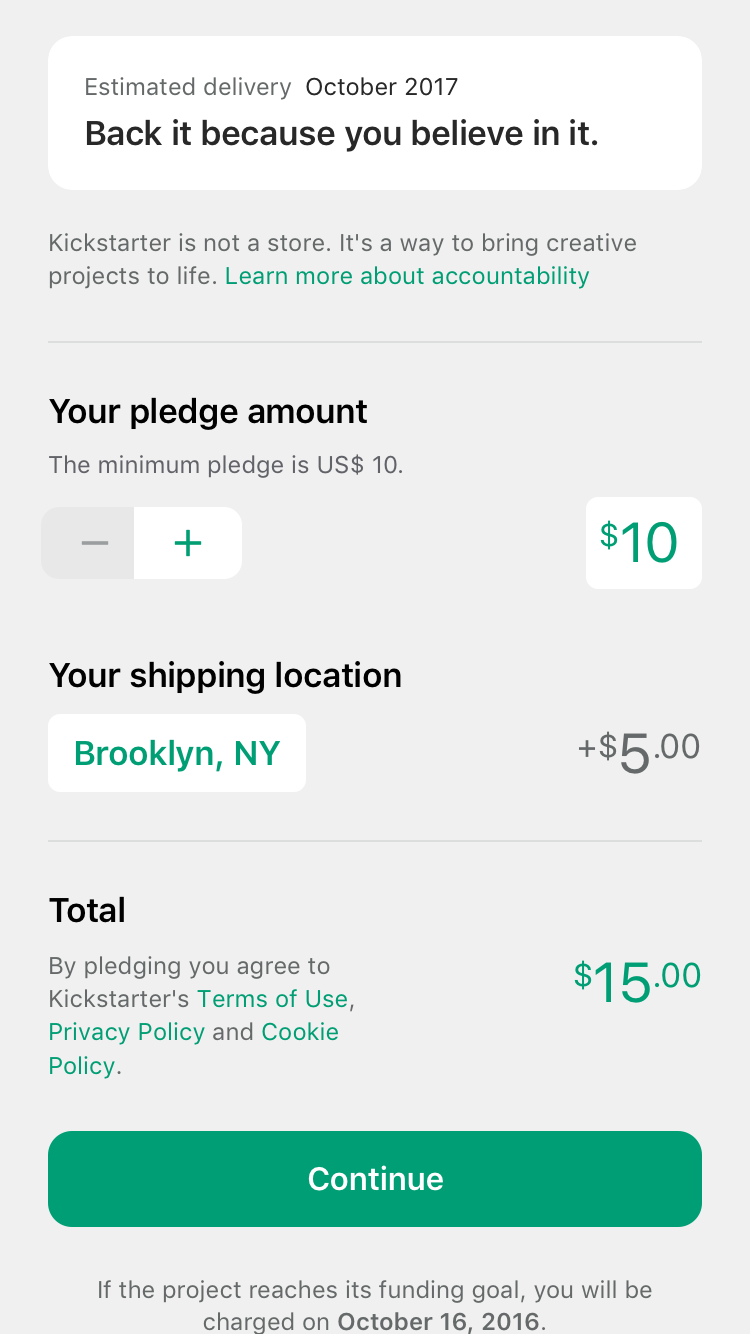 Estimated delivery October 2017
Back it because you believe in it.
Kickstarter is not a store. It's a way to bring creative
projects to life. Learn more about accountability
Your pledge amount
The minimum pledge is US$ 10.
− + $10
Your shipping location
Brooklyn, NY +$5.00
Total
By pledging you agree to
Kickstarter's Terms of Use,
Privacy Policy and Cookie
Policy.
$15.00
Continue
If the project reaches its funding goal, you will be
charged on October 16, 2016.